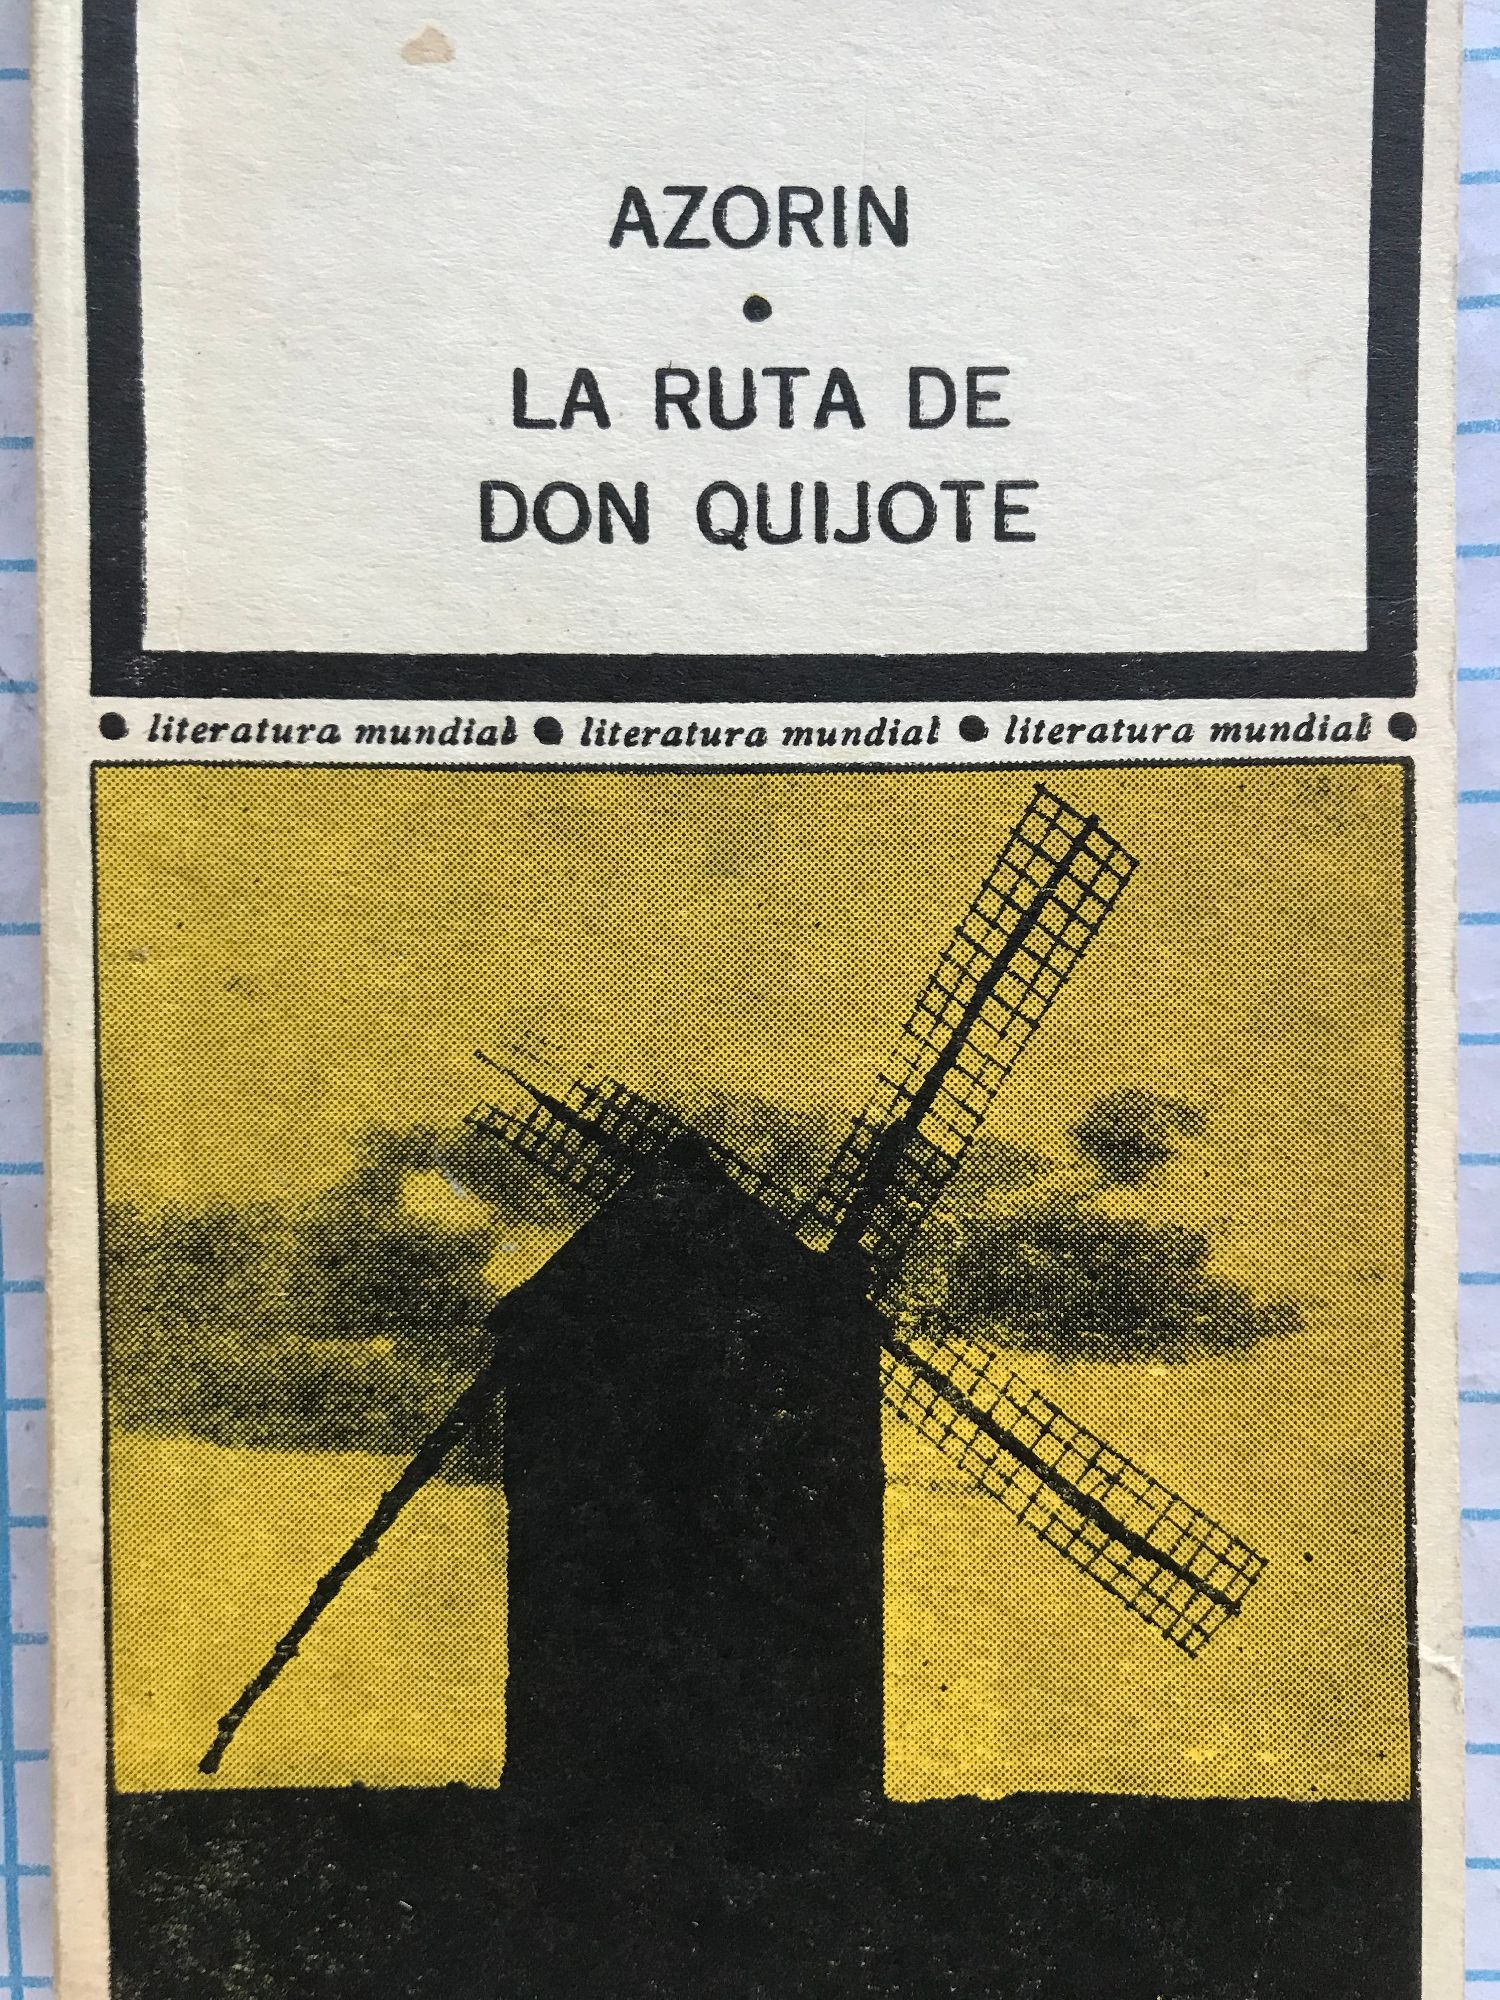 AZORIN
•
LA RUTA DE
DON QUIJOTE
• literatura mundial • literatura mundial • literatura mundial •